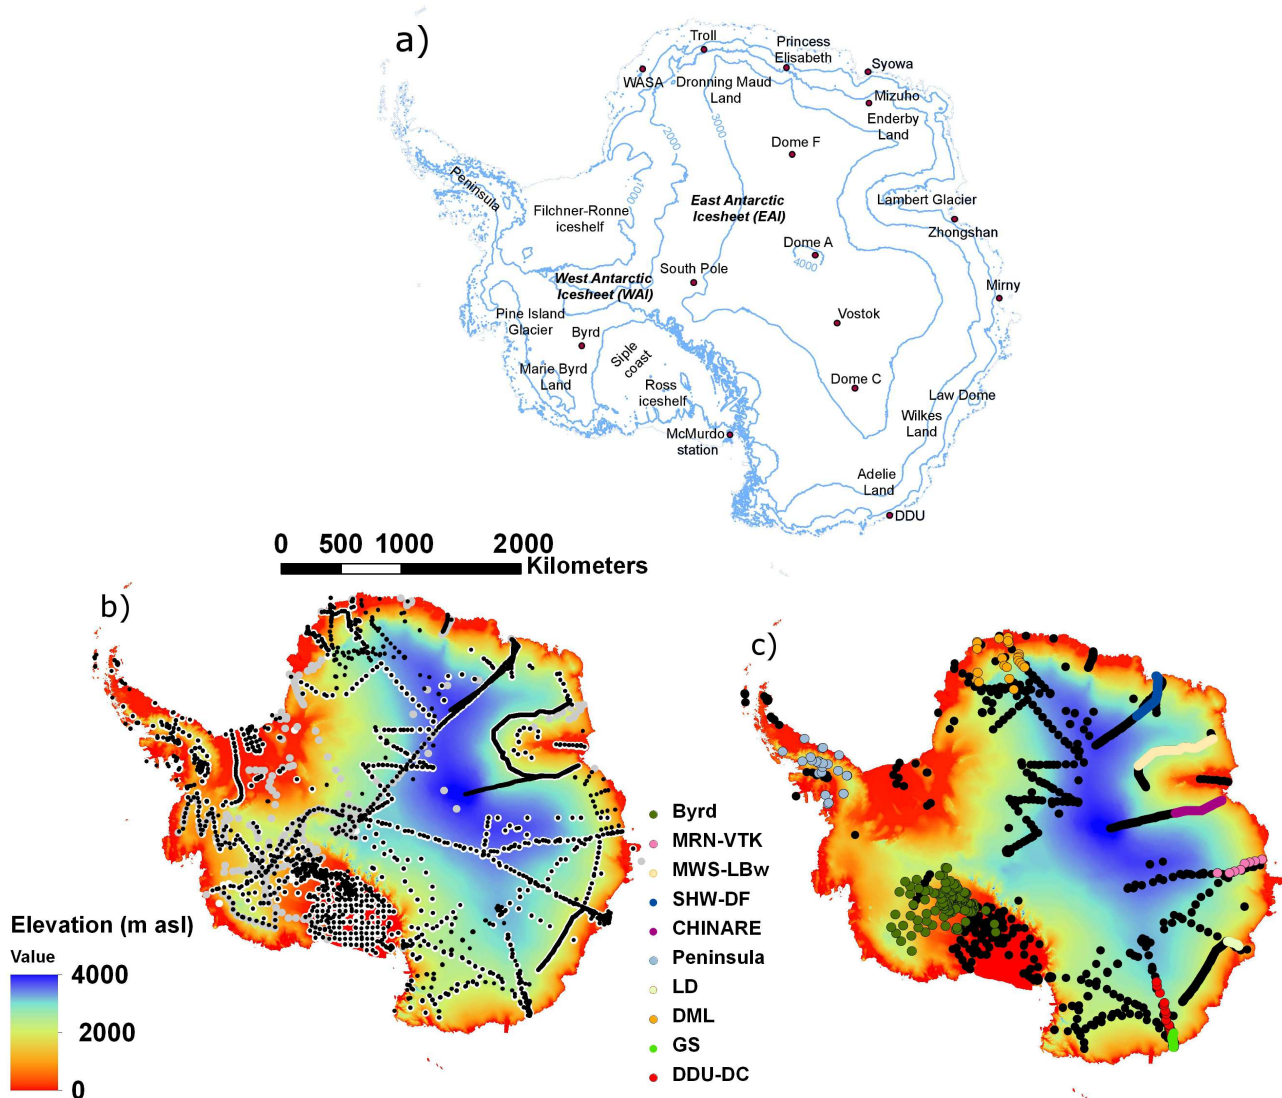 a)
Troll
Princess
Elisabeth
Syowa
WASA
Dronning Maud
Land
Mizuho
Enderby
Land
3000
2000
1000
Dome F
Peninsula
Filchner-Ronne
iceshelf
East Antarctic
Icesheet (EAI)
Lambert Glacier
Zhongshan
Dome A
4000
South Pole
West Antarctic
Icesheet (WAI)
Mirny
Pine Island
Glacier
Byrd
Vostok
Siple
coast
Marie Byrd
Land
Ross
iceshelf
Dome C
Law Dome
Wilkes
Land
McMurdo
station
Adelie
Land
DDU
0 500 1000 2000
Kilometers
b)
c)
Byrd
MRN-VTK
MWS-LBw
SHW-DF
CHINARE
Peninsula
LD
DML
GS
DDU-DC
Elevation (m asl)
Value
4000
2000
0